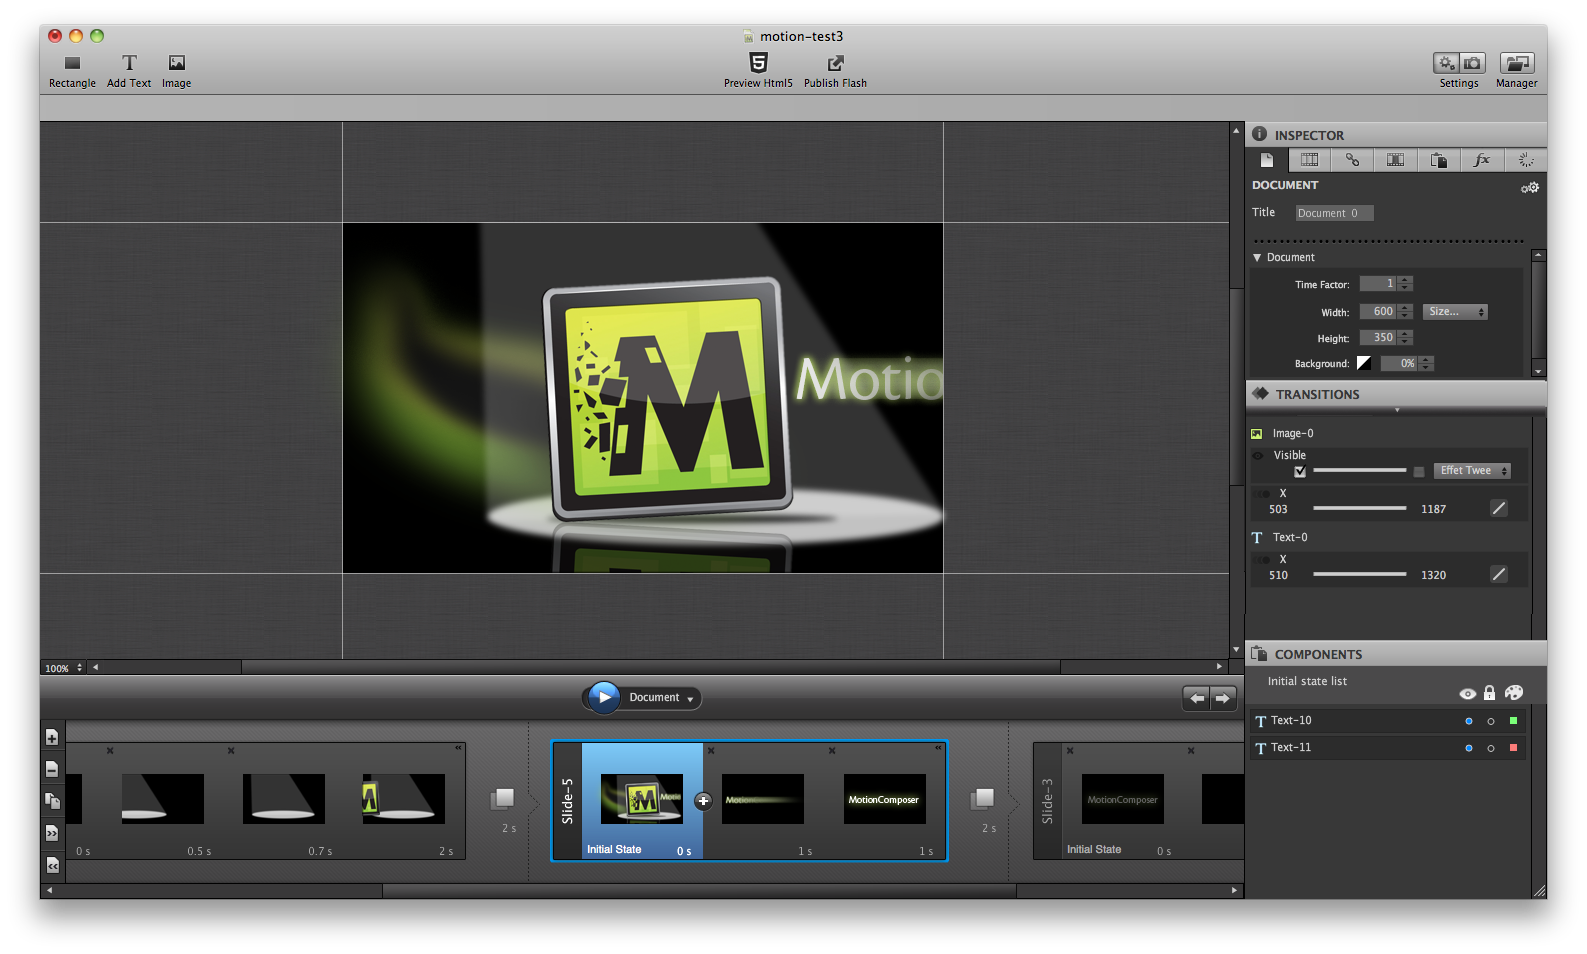 motion-test3
Rectangle Add Text Image
Preview Html5 Publish Flash
Settings Manager
INSPECTOR
fx
DOCUMENT
Title Document 0
Document
Time Factor: 1
Width: 600 Size...
Height: 350
Background: 0%
M
Motio
TRANSITIONS
Image-0
Visible
Effet Twee
X
503 1187
Text-0
X
510 1320
100%
COMPONENTS
Initial state list
Text-10
Text-11
Document
0 s 0.5 s 0.7 s 2 s
2 s
Slide-5
Initial State 0 s
Motion
1 s
MotionComposer
1 s
2 s
Slide-3
MotionComposer
Initial State 0 s